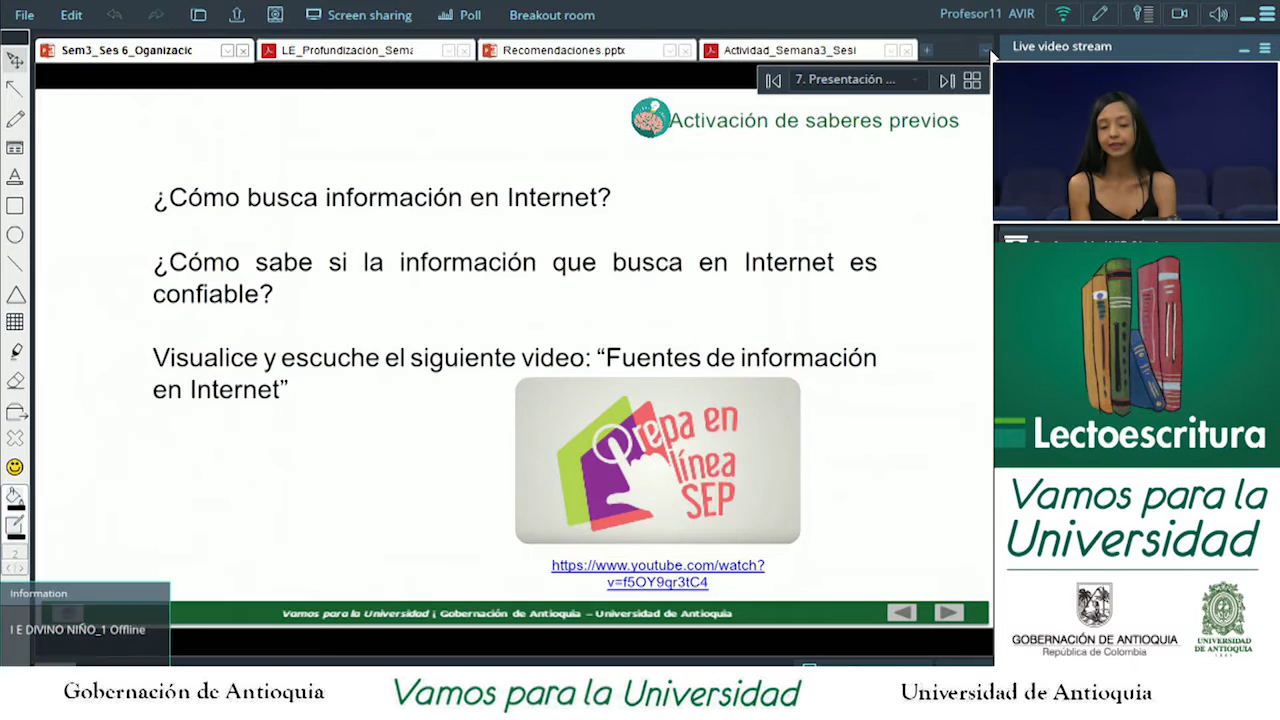 File Edit Screen sharing Poll Breakout room Profesor11 AVIR
Sem3_Ses 6_Oganizacic LE_Profundizacion_Sema Recomendaciones.pptx Actividad_Semana3_Sesi
Live video stream
7. Presentación ...
Activación de saberes previos
¿Cómo busca información en Internet?
¿Cómo sabe si la información que busca en Internet es
confiable?
Visualice y escuche el siguiente video: “Fuentes de información
en Internet”
Prepa en
línea
SEP
https://www.youtube.com/watch?
v=f5OY9qr3tC4
2
Information
I E DIVINO NIÑO_1 Offline
Vamos para la Universidad ¡ Gobernación de Antioquia – Universidad de Antioquia
Lectoescritura
Vamos para la
Universidad
GOBERNACIÓN DE ANTIOQUIA
República de Colombia
UNIVERSIDAD
DE ANTIOQUIA
Gobernación de Antioquia Vamos para la Universidad Universidad de Antioquia